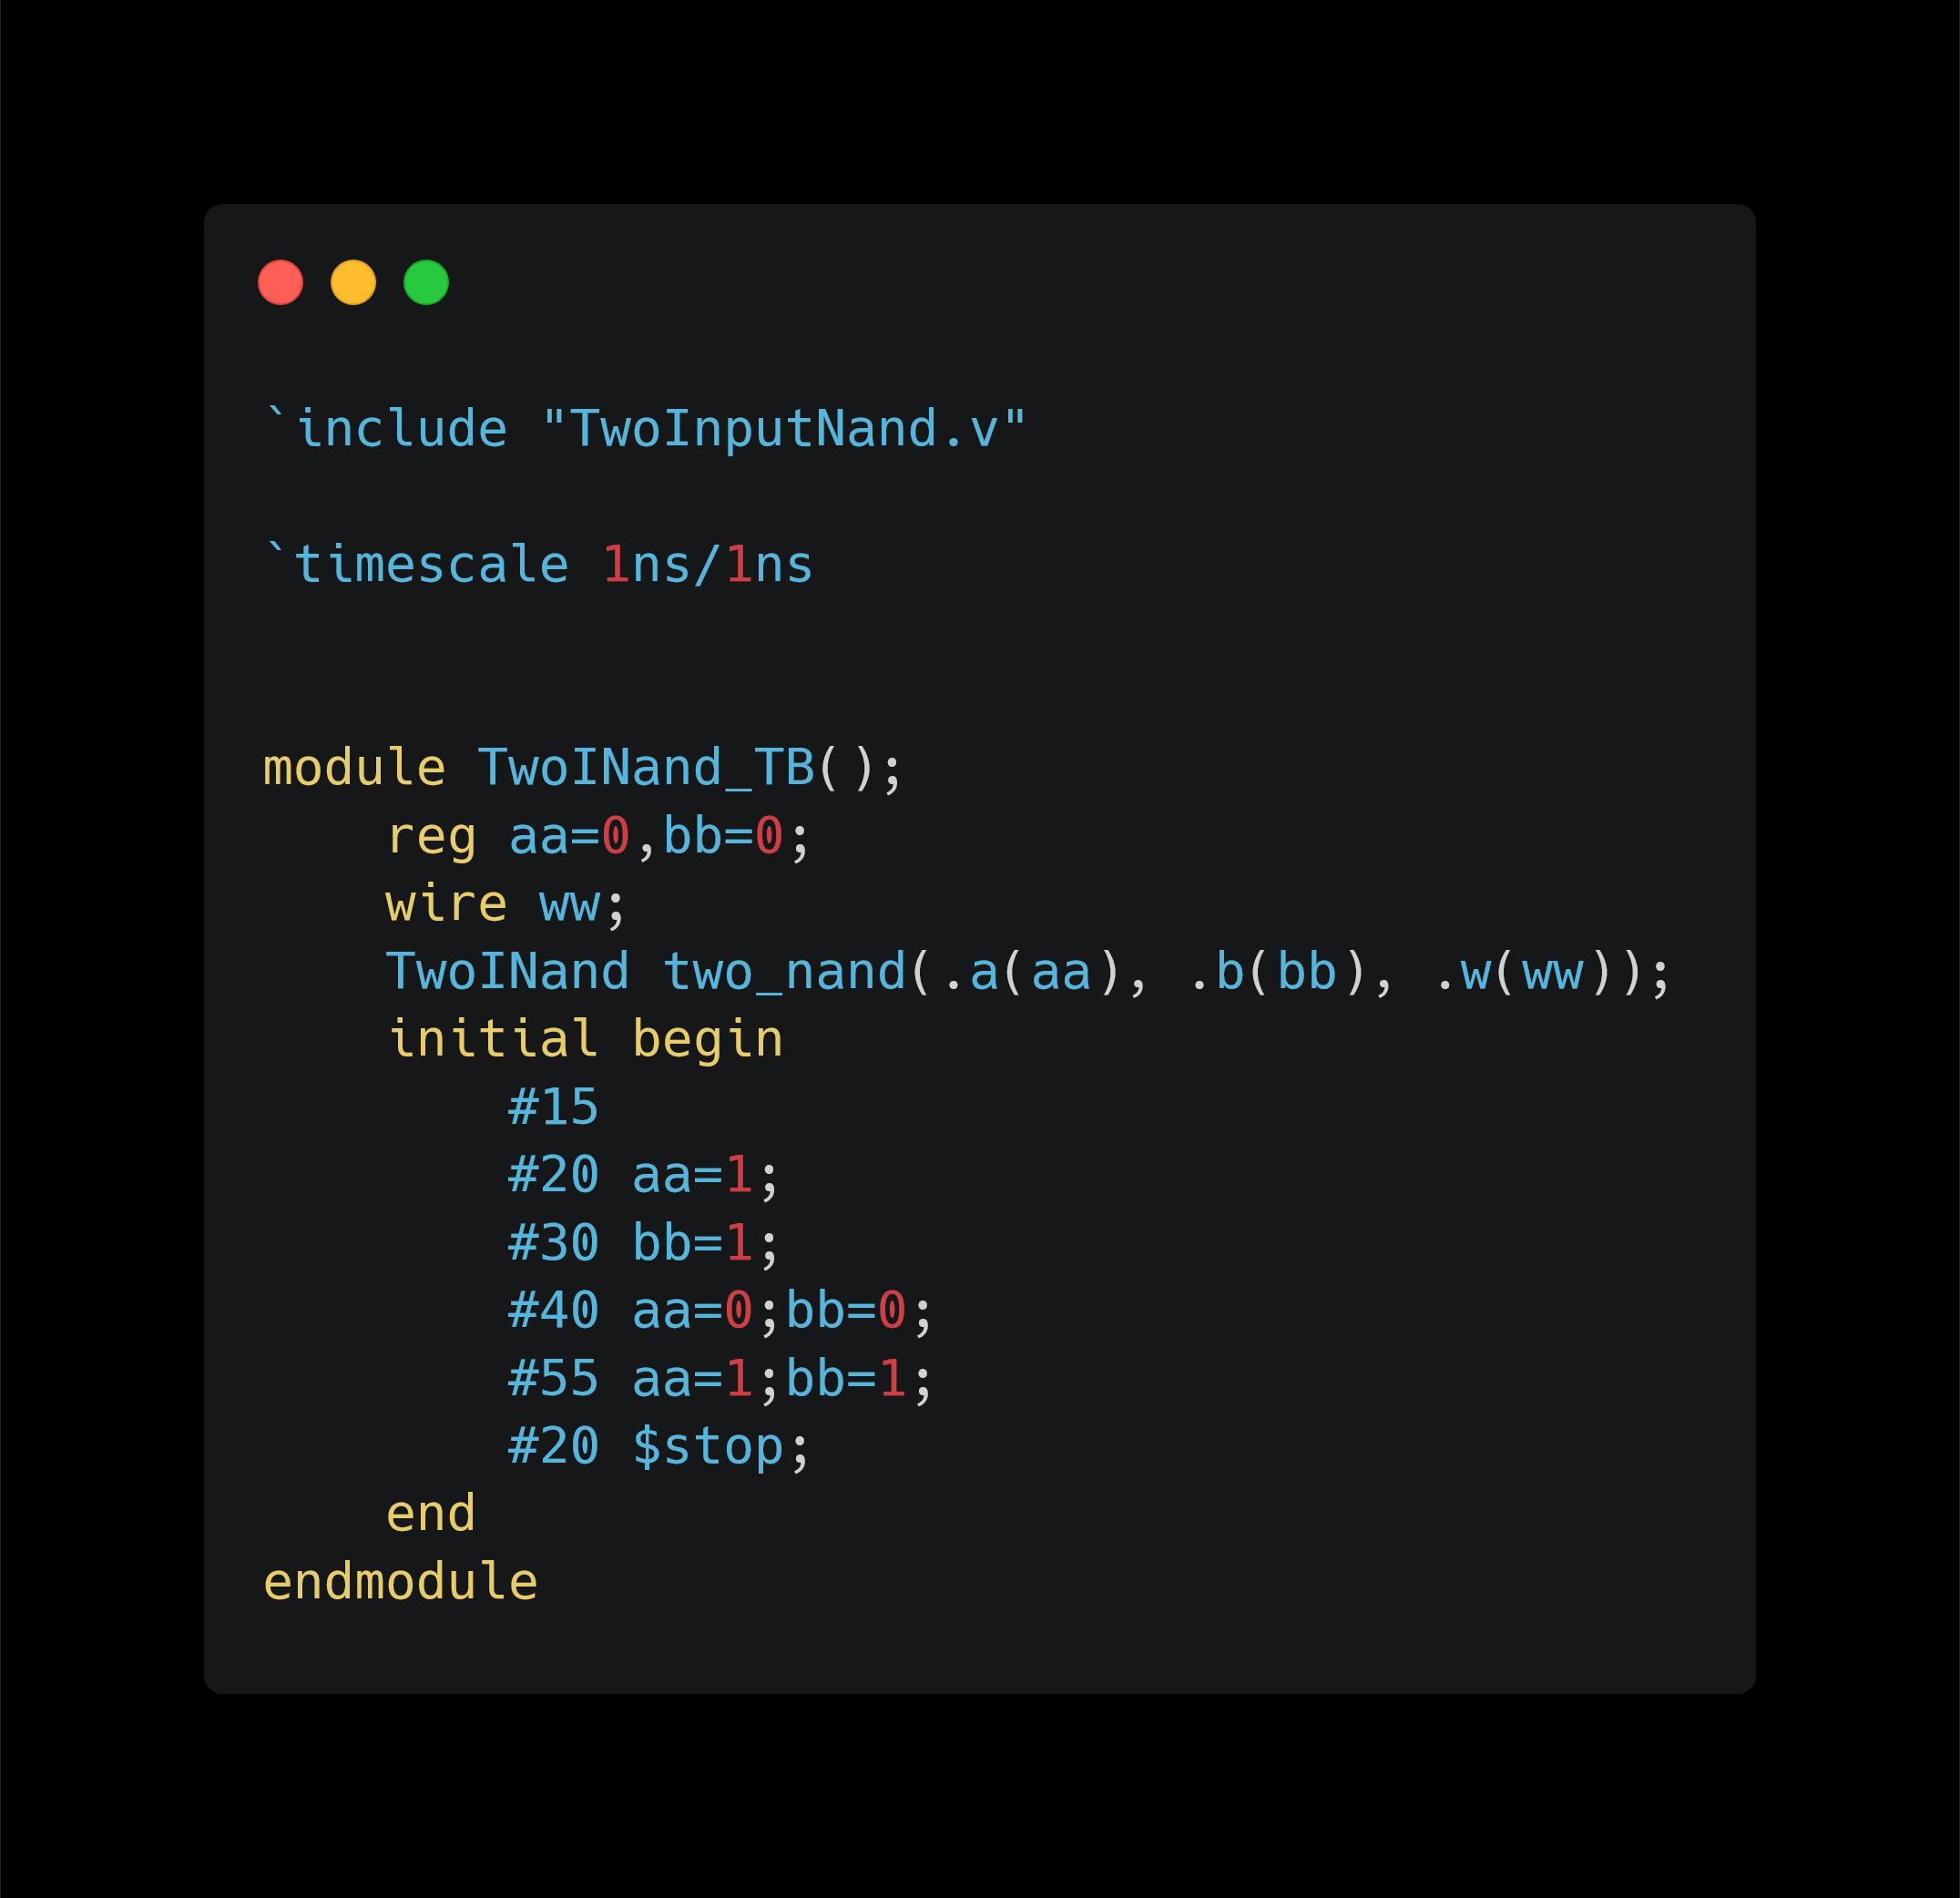 `include "TwoInputNand.v"
`timescale 1ns/1ns
module TwoINand_TB();
    reg aa=0,bb=0;
    wire ww;
    TwoINand two_nand(.a(aa), .b(bb), .w(ww));
    initial begin
        #15
        #20 aa=1;
        #30 bb=1;
        #40 aa=0;bb=0;
        #55 aa=1;bb=1;
        #20 $stop;
    end
endmodule